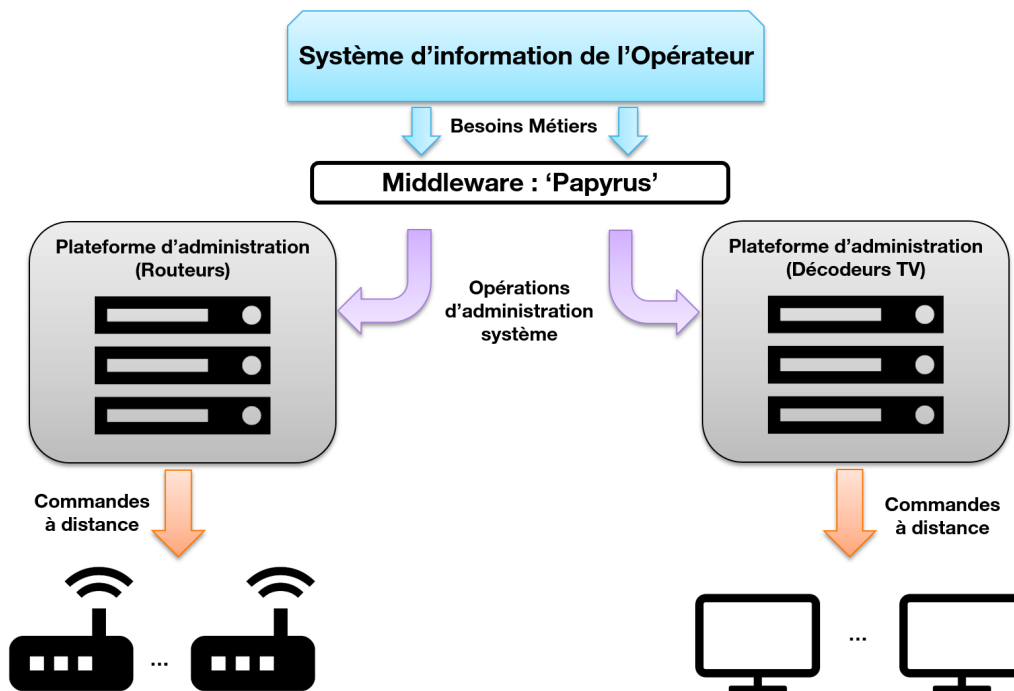 Système d'information de l'Opérateur
Besoins Métiers
Middleware : 'Papyrus'
Plateforme d'administration
(Routeurs)
Plateforme d'administration
(Décodeurs TV)
Opérations
d'administration
système
Commandes
à distance
Commandes
à distance
...
...